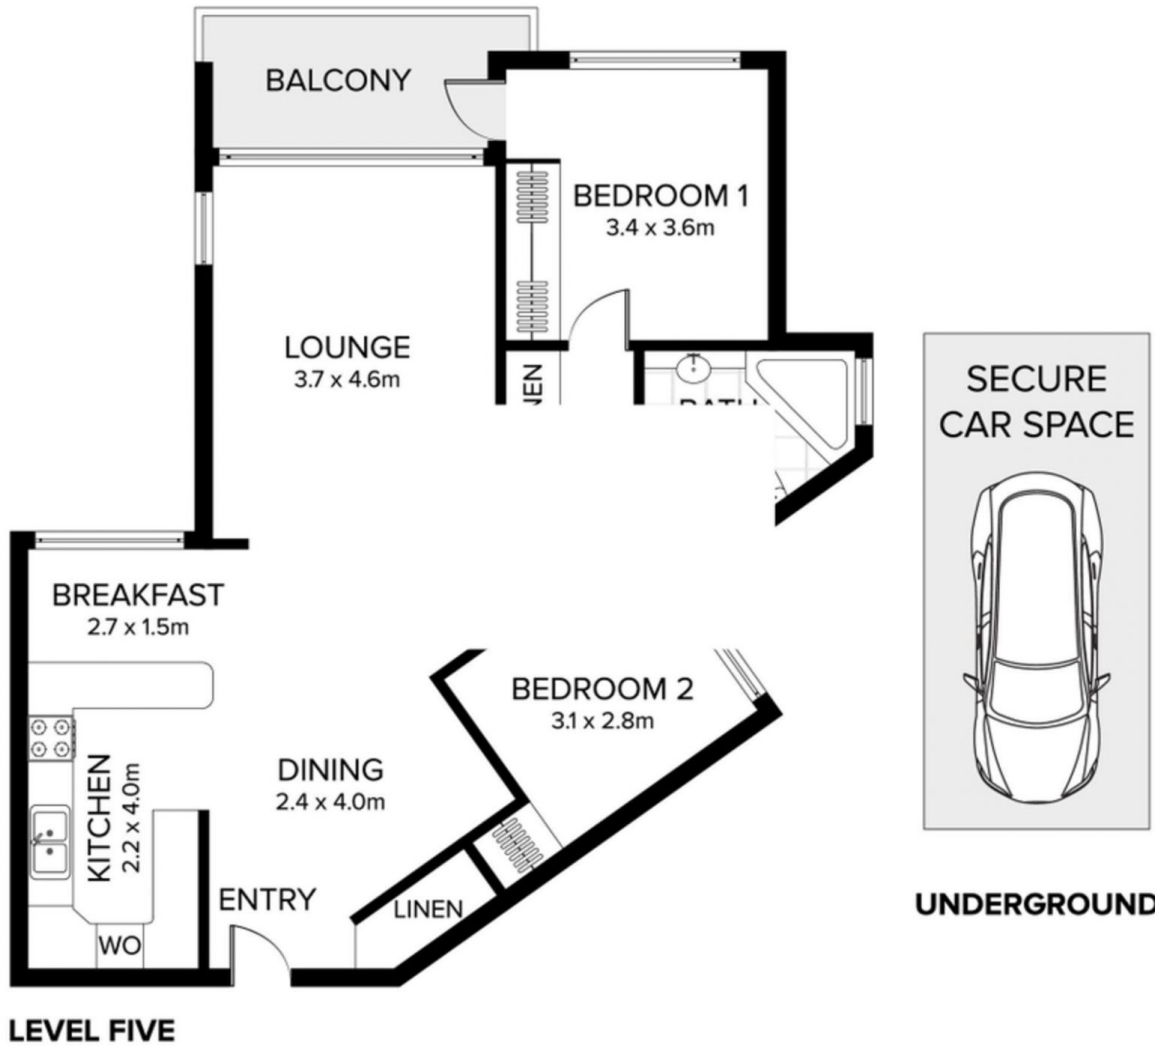 BALCONY
BEDROOM 1
3.4 x 3.6m
LOUNGE
3.7 x 4.6m
SECURE
CAR SPACE
BREAKFAST
2.7 x 1.5m
BEDROOM 2
3.1 x 2.8m
DINING
2.4 x 4.0m
KITCHEN
2.2 x 4.0m
ENTRY
LINEN
WO
UNDERGROUND
LEVEL FIVE